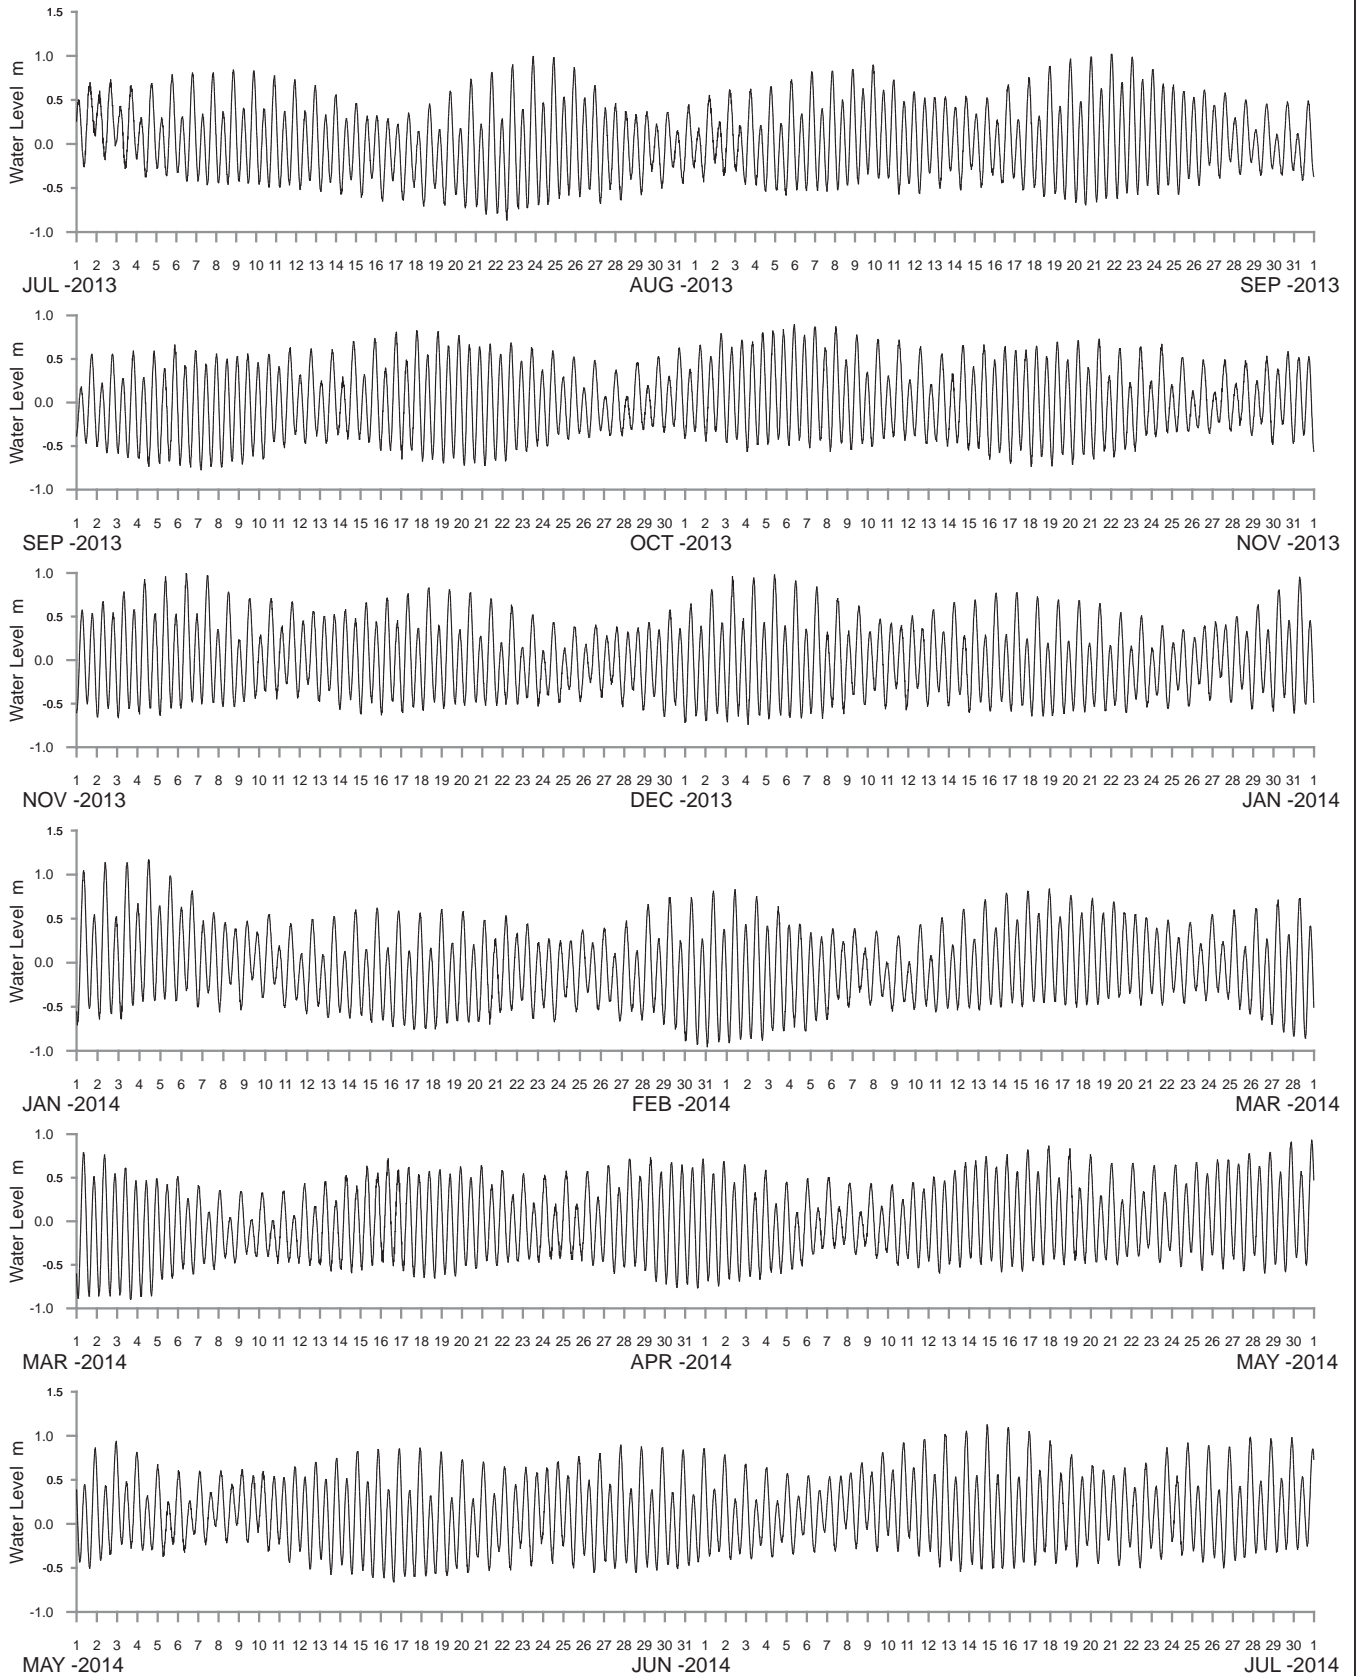 1.5
1.0
0.5
0.0
-0.5
-1.0
Water Level m
1 2 3 4 5 6 7 8 9 10 11 12 13 14 15 16 17 18 19 20 21 22 23 24 25 26 27 28 29 30 31 1 2 3 4 5 6 7 8 9 10 11 12 13 14 15 16 17 18 19 20 21 22 23 24 25 26 27 28 29 30 31 1
JUL -2013 AUG -2013 SEP -2013
1.0
0.5
0.0
-0.5
-1.0
Water Level m
1 2 3 4 5 6 7 8 9 10 11 12 13 14 15 16 17 18 19 20 21 22 23 24 25 26 27 28 29 30 1 2 3 4 5 6 7 8 9 10 11 12 13 14 15 16 17 18 19 20 21 22 23 24 25 26 27 28 29 30 31 1
SEP -2013 OCT -2013 NOV -2013
1.0
0.5
0.0
-0.5
-1.0
Water Level m
1 2 3 4 5 6 7 8 9 10 11 12 13 14 15 16 17 18 19 20 21 22 23 24 25 26 27 28 29 30 1 2 3 4 5 6 7 8 9 10 11 12 13 14 15 16 17 18 19 20 21 22 23 24 25 26 27 28 29 30 31 1
NOV -2013 DEC -2013 JAN -2014
1.5
1.0
0.5
0.0
-0.5
-1.0
Water Level m
1 2 3 4 5 6 7 8 9 10 11 12 13 14 15 16 17 18 19 20 21 22 23 24 25 26 27 28 29 30 31 1 2 3 4 5 6 7 8 9 10 11 12 13 14 15 16 17 18 19 20 21 22 23 24 25 26 27 28 1
JAN -2014 FEB -2014 MAR -2014
1.0
0.5
0.0
-0.5
-1.0
Water Level m
1 2 3 4 5 6 7 8 9 10 11 12 13 14 15 16 17 18 19 20 21 22 23 24 25 26 27 28 29 30 31 1 2 3 4 5 6 7 8 9 10 11 12 13 14 15 16 17 18 19 20 21 22 23 24 25 26 27 28 29 30 1
MAR -2014 APR -2014 MAY -2014
1.5
1.0
0.5
0.0
-0.5
-1.0
Water Level m
1 2 3 4 5 6 7 8 9 10 11 12 13 14 15 16 17 18 19 20 21 22 23 24 25 26 27 28 29 30 31 1 2 3 4 5 6 7 8 9 10 11 12 13 14 15 16 17 18 19 20 21 22 23 24 25 26 27 28 29 30 1
MAY -2014 JUN -2014 JUL -2014